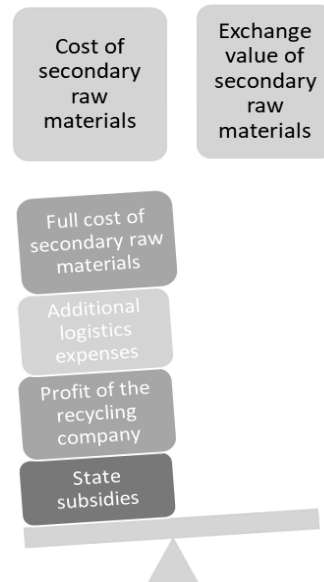 Cost of
secondary
raw
materials
Exchange
value of
secondary
raw
materials
Full cost of
secondary raw
materials
Additional
logistics
expenses
Profit of the
recycling
company
State
subsidies